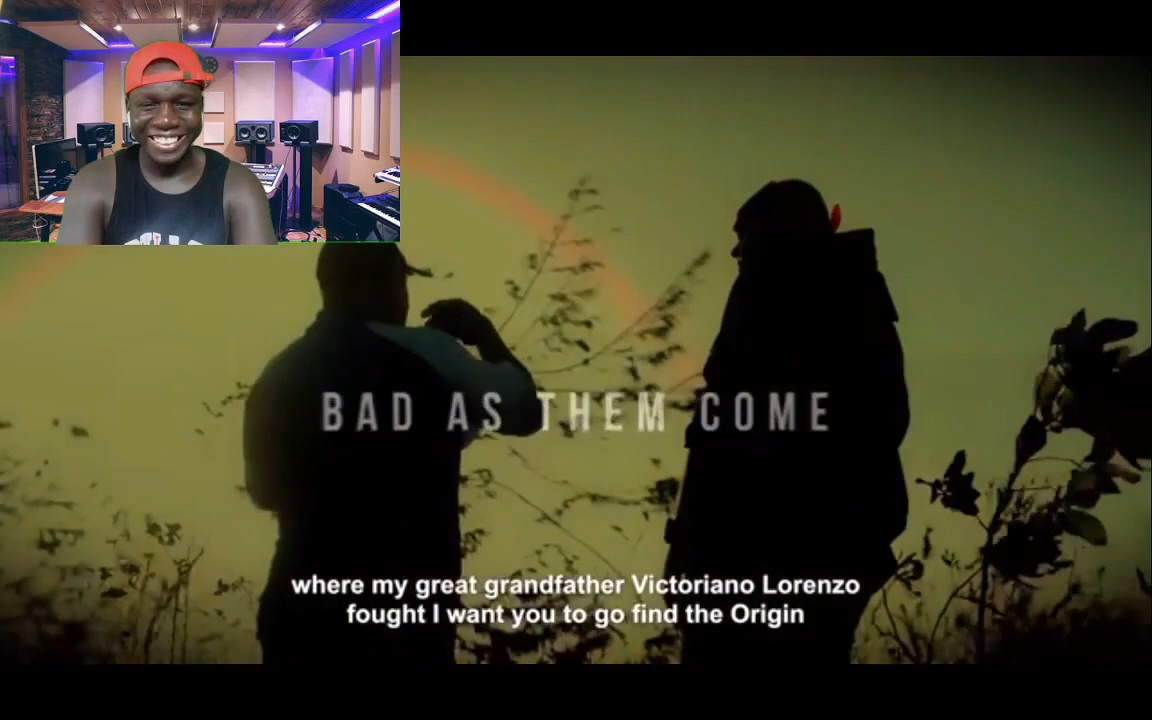 BAD AS THEM COME
where my great grandfather Victoriano Lorenzo
fought I want you to go find the Origin